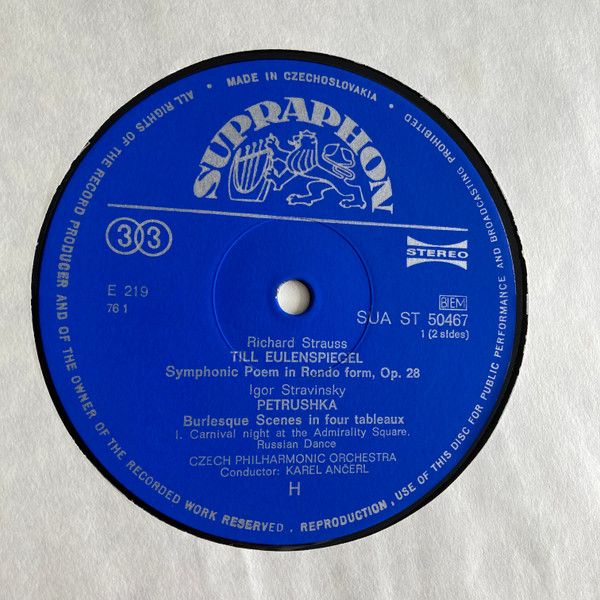 MADE IN CZECHOSLOVAKIA •
SUPRAPHON
33
STEREO
E 219
76 1
BIEM
SUA ST 50467
1 (2 sides)
Richard Strauss
TILL EULENSPIEGEL
Symphonic Poem in Rondo form, Op. 28
Igor Stravinsky
PETRUSHKA
Burlesque Scenes in four tableaux
I. Carnival night at the Admirality Square.
Russian Dance
CZECH PHILHARMONIC ORCHESTRA
Conductor: KAREL ANČERL
H
ALL RIGHTS OF THE RECORD PRODUCER AND OF THE OWNER OF THE RECORDED WORK RESERVED . REPRODUCTION, USE OF THIS DISC FOR PUBLIC PERFORMANCE AND BROADCASTING PROHIBITED •